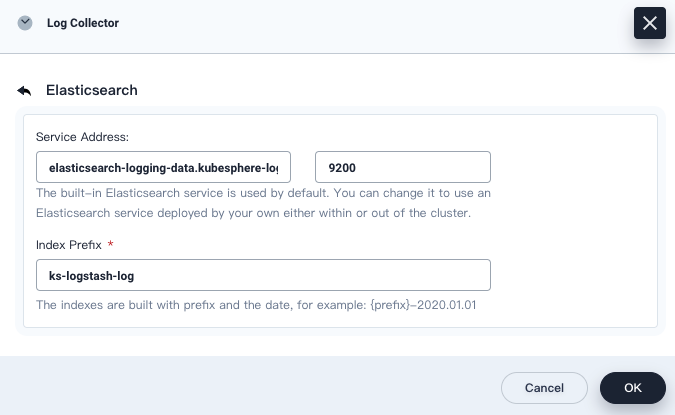 Log Collector
Elasticsearch
Service Address:
elasticsearch-logging-data.kubesphere-log 9200
The built-in Elasticsearch service is used by default. You can change it to use an
Elasticsearch service deployed by your own either within or out of the cluster.
Index Prefix *
ks-logstash-log
The indexes are built with prefix and the date, for example: {prefix}-2020.01.01
Cancel OK